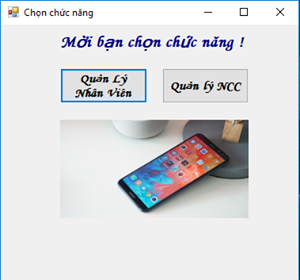 Chọn chức năng
Mời bạn chọn chức năng !
Quản Lý
Nhân Viên
Quản lý NCC